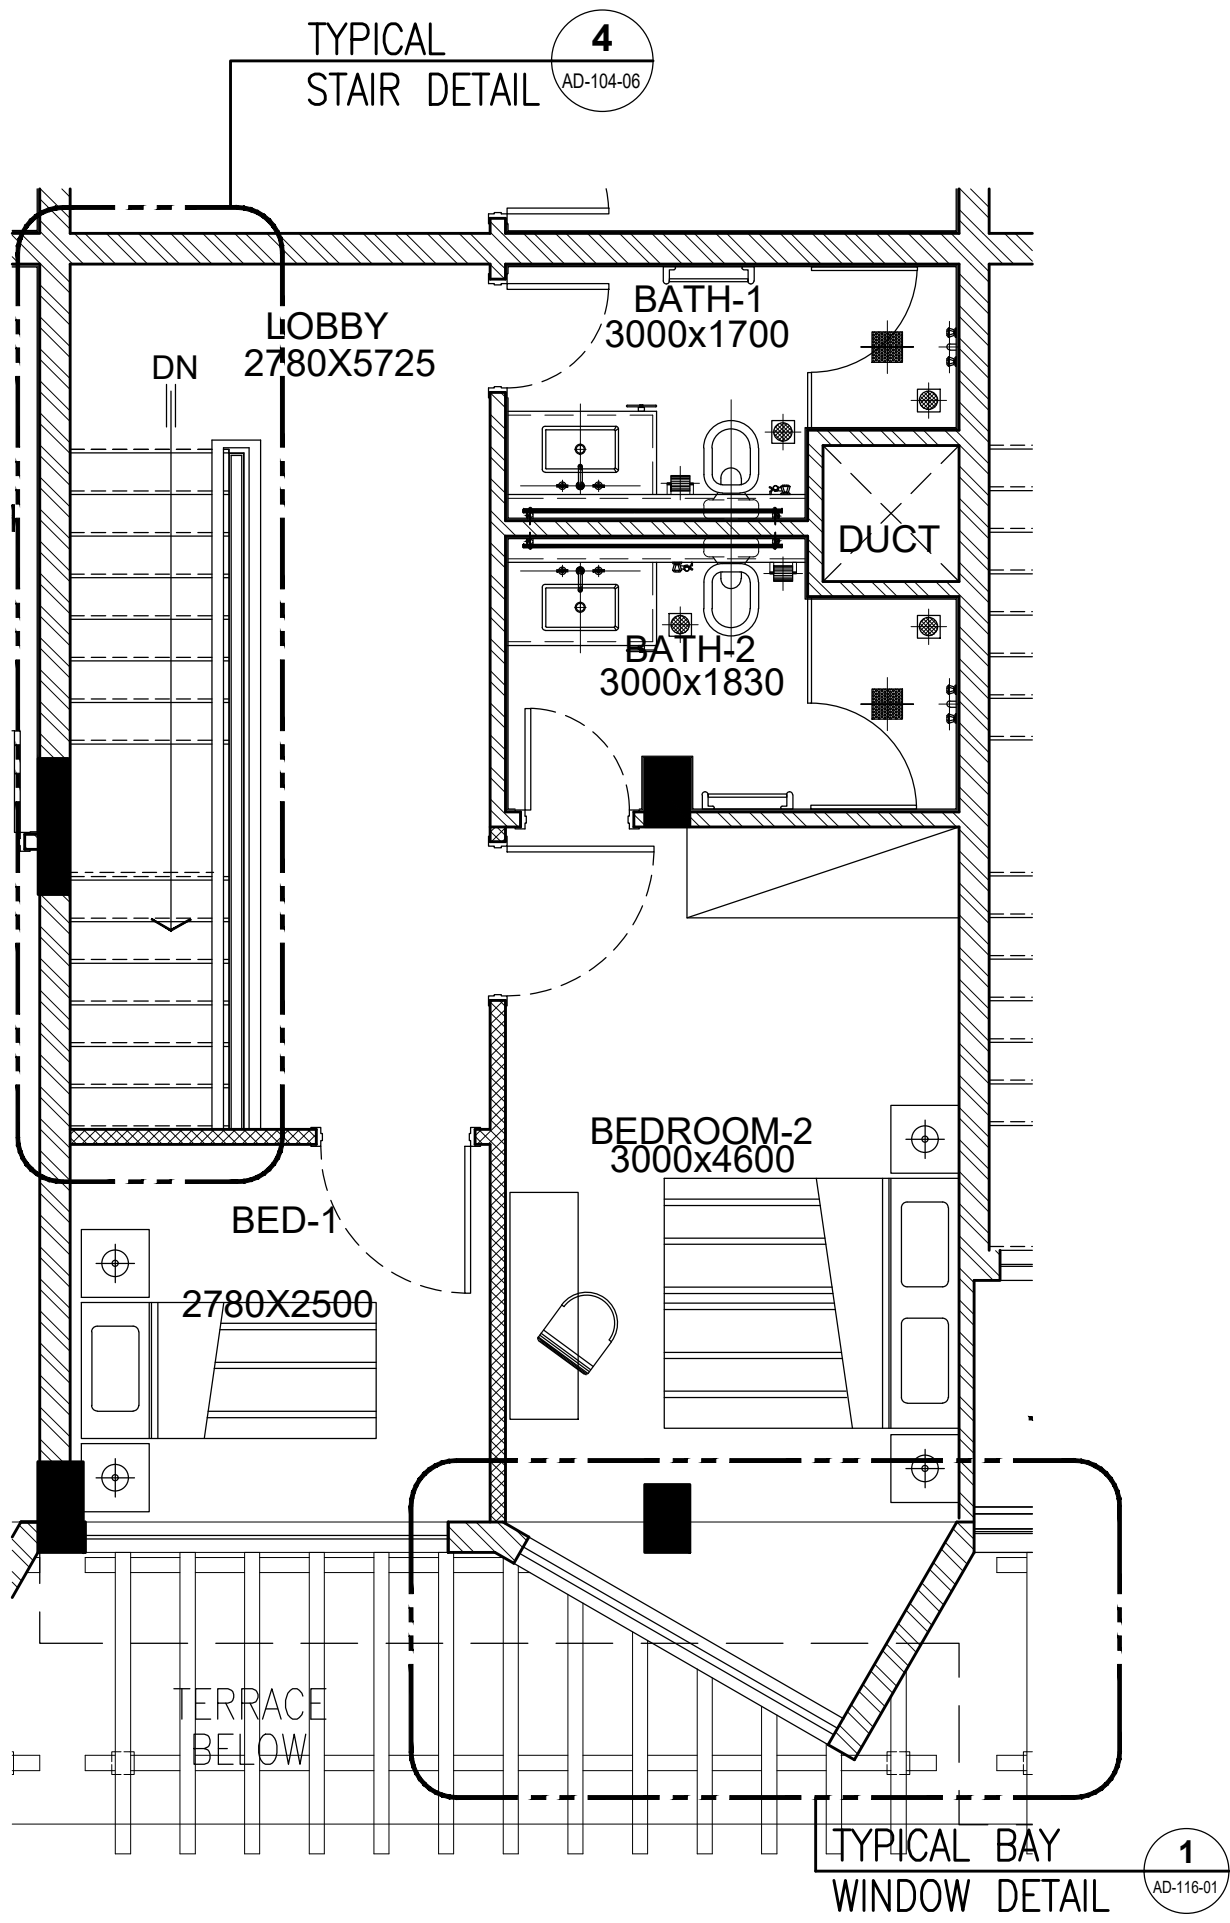 TYPICAL
STAIR DETAIL
4
AD-104-06
LOBBY
2780X5725
DN
BATH-1
3000x1700
DUCT
BATH-2
3000x1830
BEDROOM-2
3000x4600
BED-1
2780X2500
TERRACE
BELOW
TYPICAL BAY
WINDOW DETAIL
1
AD-116-01